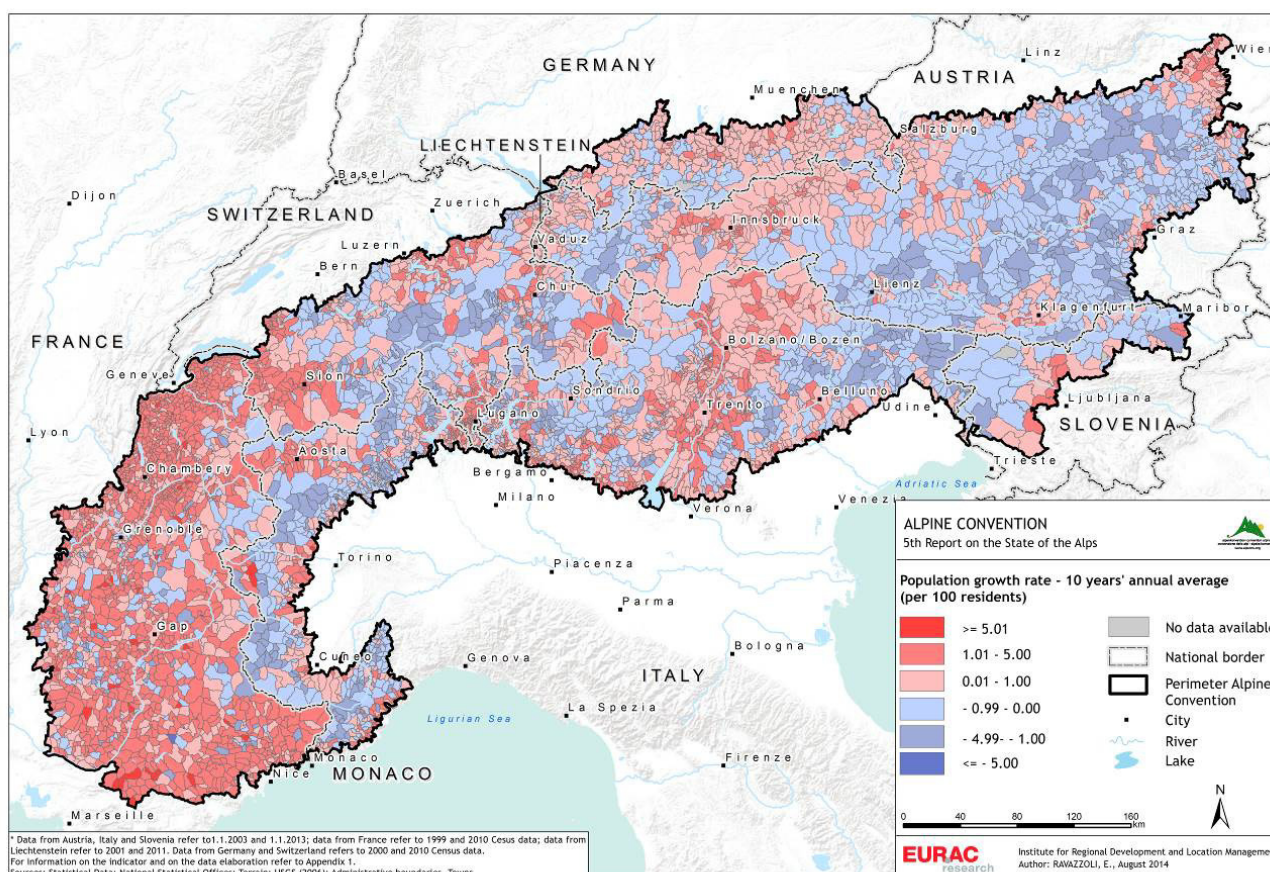 GERMANY
AUSTRIA
Linz
Wien
Muenchen
Salzburg
LIECHTENSTEIN
Basel
Dijon
SWITZERLAND
Zuerich
Innsbruck
Vaduz
Luzern
Graz
Bern
Chur
Lienz
Klagenfurt
Maribor
FRANCE
Bolzano/Bozen
Geneve
Sion
Sondrio
Belluno
Lugano
Trento
Udine
Ljubljana
SLOVENIA
Lyon
Aosta
Chambery
Trieste
Bergamo
Milano
Adriatic Sea
Venezia
Verona
Grenoble
Torino
Piacenza
Parma
Gap
Cuneo
Genova
Bologna
ITALY
La Spezia
Ligurian Sea
Monaco
MONACO
Nice
Firenze
Marseille
ALPINE CONVENTION
5th Report on the State of the Alps
Population growth rate - 10 years' annual average
(per 100 residents)
>= 5.01
1.01 - 5.00
0.01 - 1.00
- 0.99 - 0.00
- 4.99- - 1.00
<= - 5.00
No data available
National border
Perimeter Alpine
Convention
City
River
Lake
N
0 40 80 120 160
km
EURAC
research
Institute for Regional Development and Location Manageme
Author: RAVAZZOLI, E., August 2014
* Data from Austria, Italy and Slovenia refer to1.1.2003 and 1.1.2013; data from France refer to 1999 and 2010 Cesus data; data from
Liechtenstein refer to 2001 and 2011. Data from Germany and Switzerland refers to 2000 and 2010 Census data.
For information on the indicator and on the data elaboration refer to Appendix 1.